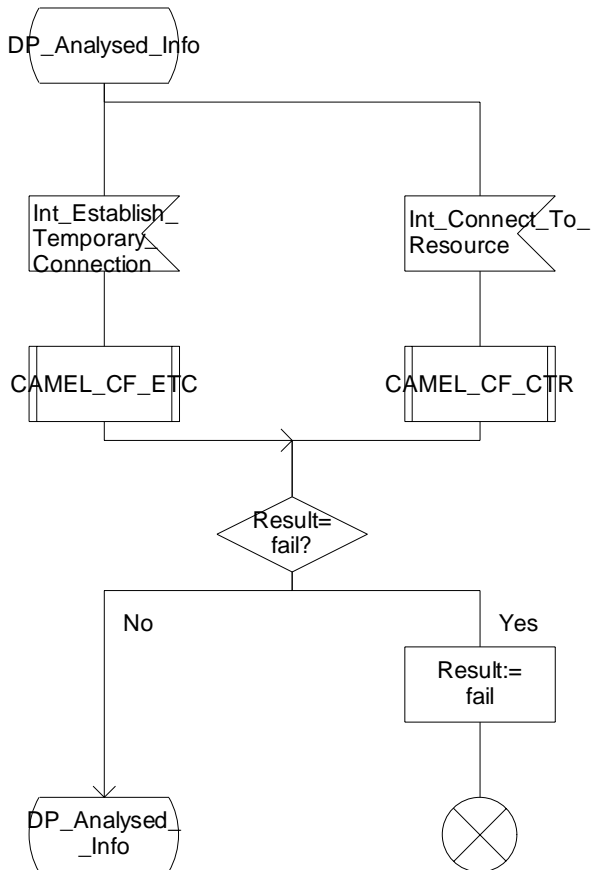 DP_Analysed_Info
Int_Establish_
Temporary_
Connection
Int_Connect_To_
Resource
CAMEL_CF_ETC
CAMEL_CF_CTR
Result=
fail?
No
Yes
Result:=
fail
DP_Analysed_
_Info